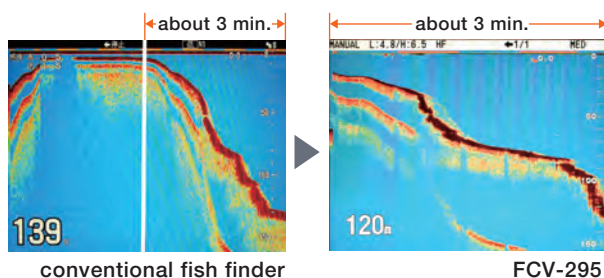 about 3 min.
about 3 min.
MANUAL L:4.8/H:6.5 HF ←1/1 MED
139
120m
conventional fish finder
FCV-295